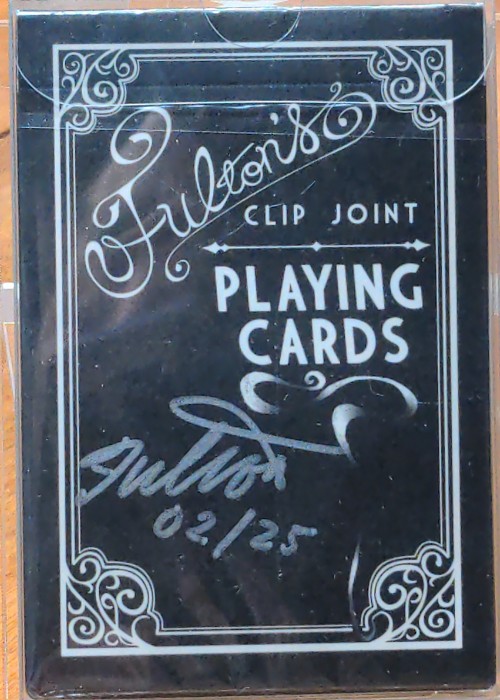 Fulton's
CLIP JOINT
PLAYING
CARDS
Fulton
02/25